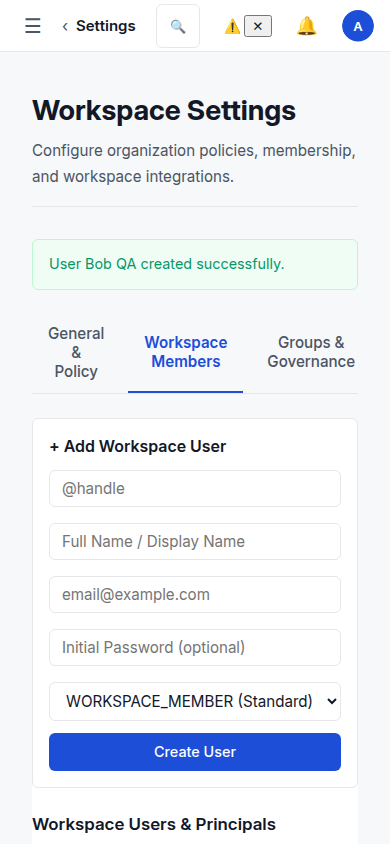 Settings
A
Workspace Settings
Configure organization policies, membership,
and workspace integrations.
User Bob QA created successfully.
General
&
Policy
Workspace
Members
Groups &
Governance
+ Add Workspace User
@handle
Full Name / Display Name
email@example.com
Initial Password (optional)
WORKSPACE_MEMBER (Standard)
Create User
Workspace Users & Principals